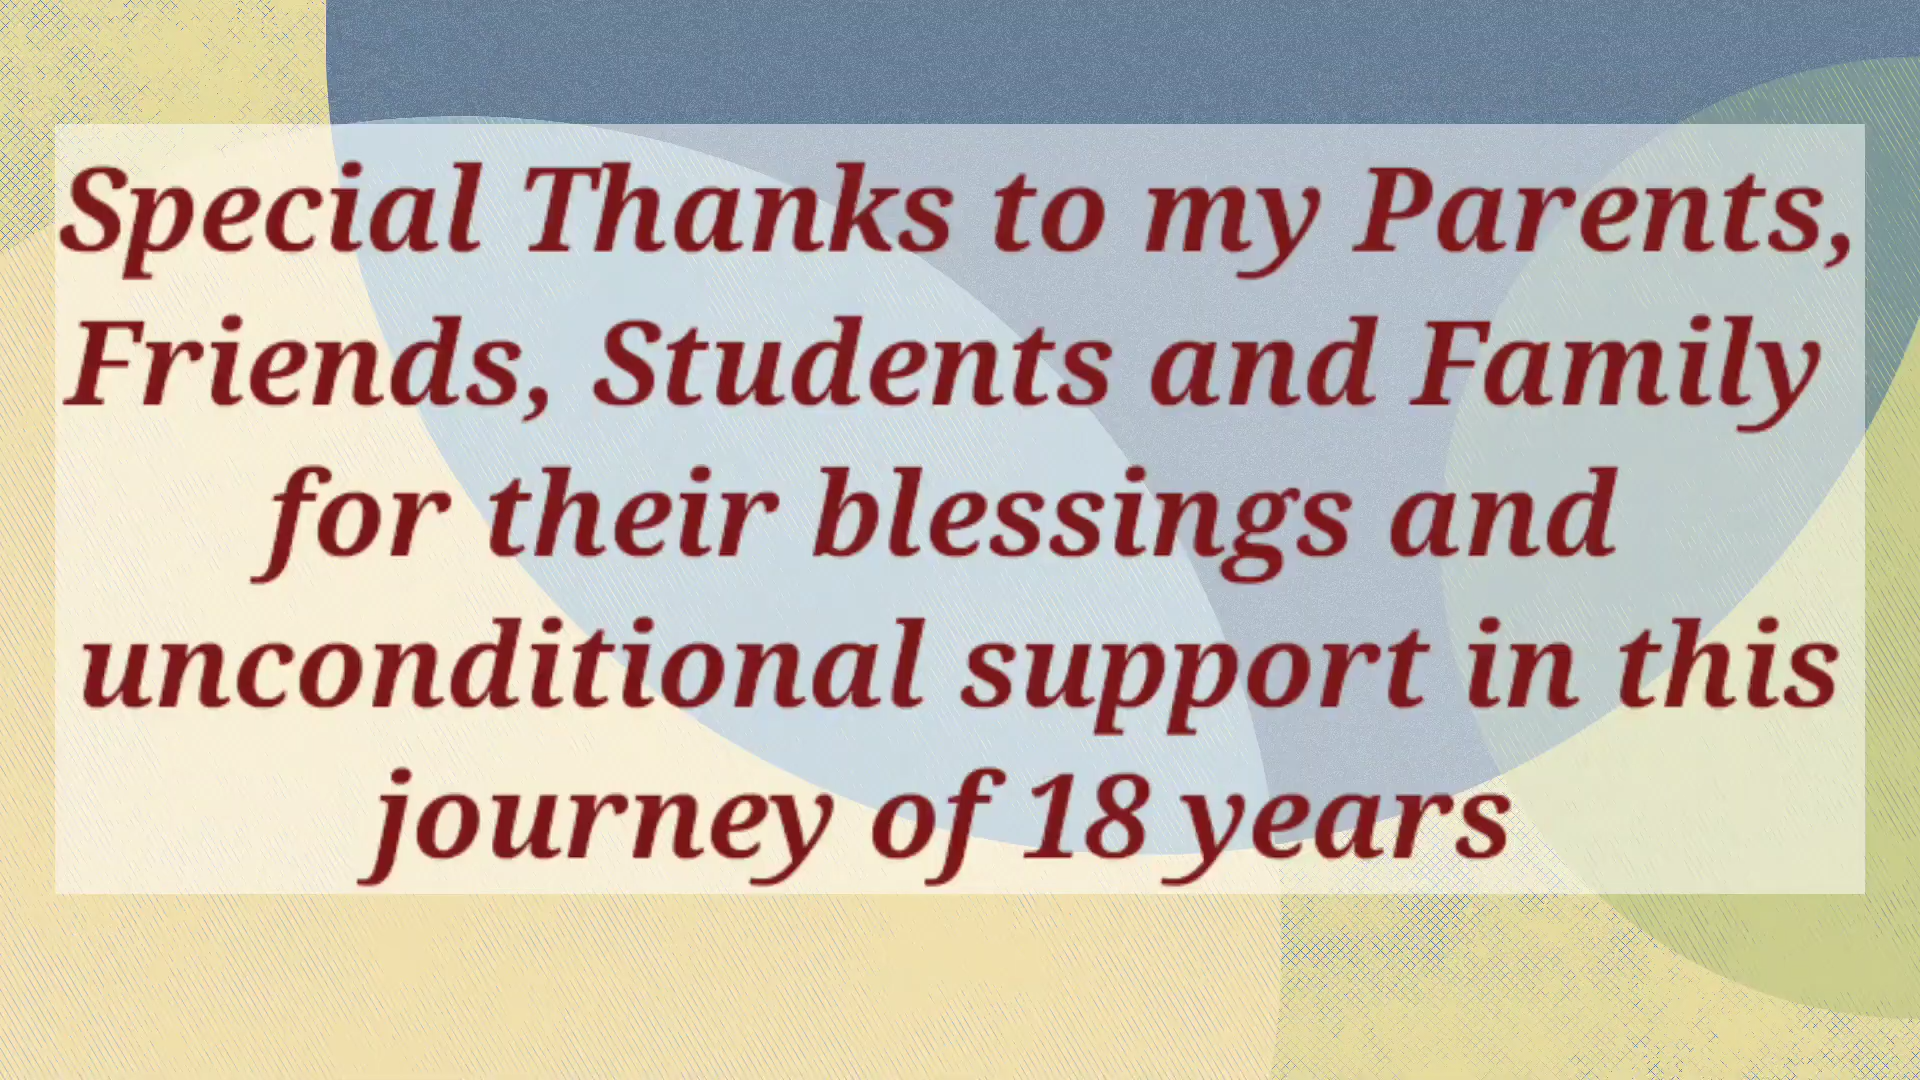 Special Thanks to my Parents,
Friends, Students and Family
for their blessings and
unconditional support in this
journey of 18 years